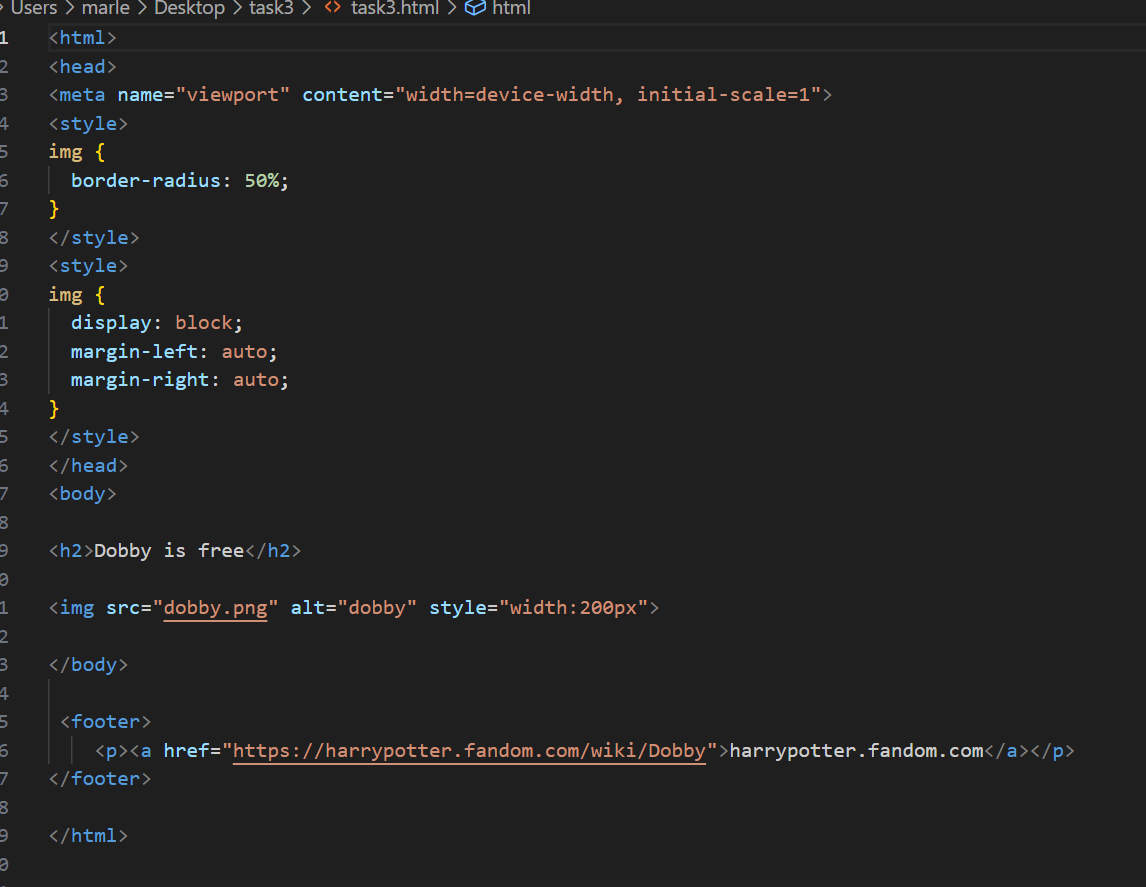 Users > marle > Desktop > task3 > <> task3.html > html
1 <html>
2 <head>
3 <meta name="viewport" content="width=device-width, initial-scale=1">
4 <style>
5 img {
6 border-radius: 50%;
7 }
8 </style>
9 <style>
0 img {
1 display: block;
2 margin-left: auto;
3 margin-right: auto;
4 }
5 </style>
6 </head>
7 <body>
8
9 <h2>Dobby is free</h2>
0
1 <img src="dobby.png" alt="dobby" style="width:200px">
2
3 </body>
4
5 <footer>
6 <p><a href="https://harrypotter.fandom.com/wiki/Dobby">harrypotter.fandom.com</a></p>
7 </footer>
8
9 </html>
0